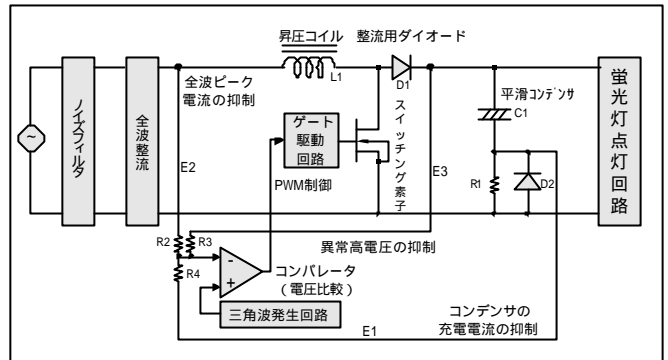 昇圧コイル
整流用ダイオード
全波ピーク
電流の抑制
L1
D1
平滑コンデンサ
C1
ノイズフィルタ
全波整流
ゲート
駆動
回路
スイッチング素子
蛍光灯点灯回路
E2
E3
PWM制御
R1
D2
R2
R3
R4
異常高電圧の抑制
-
+
コンパレータ
(電圧比較)
三角波発生回路
コンデンサの
充電電流の抑制
E1
~